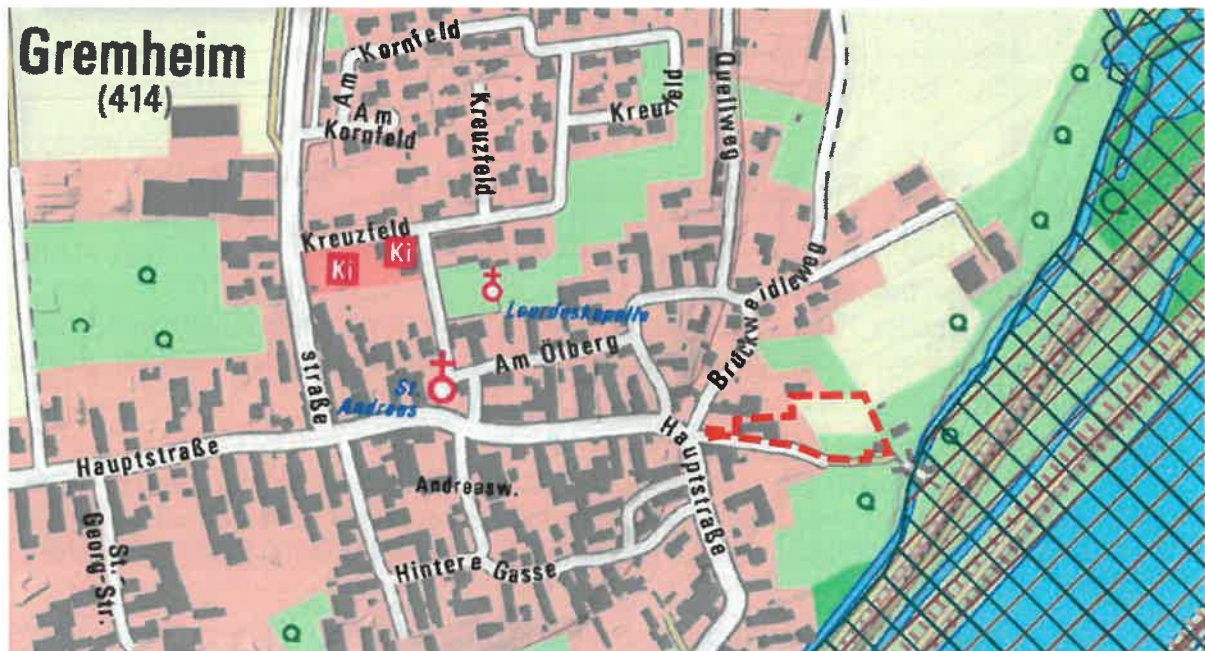 Gremheim
(414)
Am Kornfeld
Am
Kornfeld
Kreuzfeld
Kreuzfeld
Quellweg
Kreuzfeld
Ki
Ki
Lourdeskapelle
Am Ölberg
Bruckweidleweg
St.
Andreas
straße
Hauptstraße
Hauptstraße
Andreasw.
Hintere Gasse
St.-
Georg-Str.